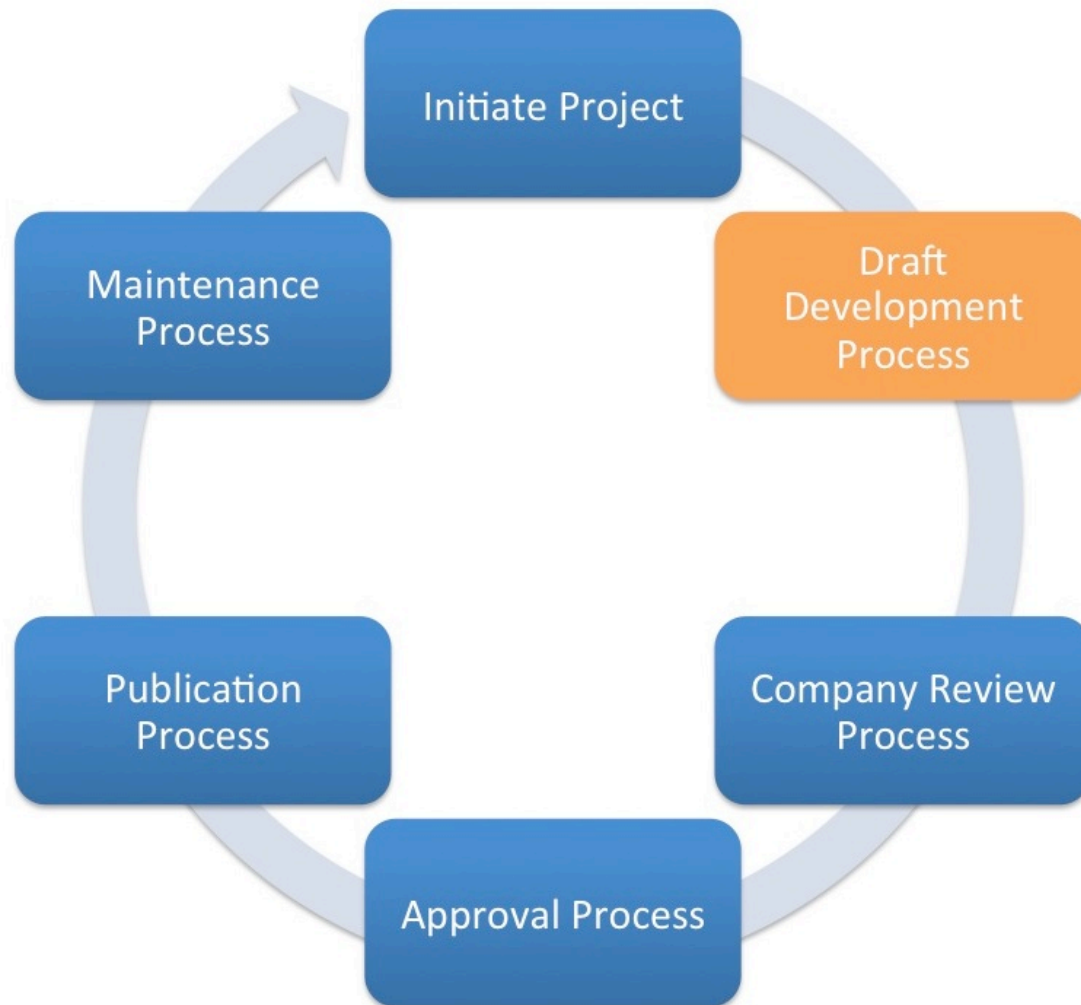 Initiate Project
Draft
Development
Process
Company Review
Process
Approval Process
Publication
Process
Maintenance
Process